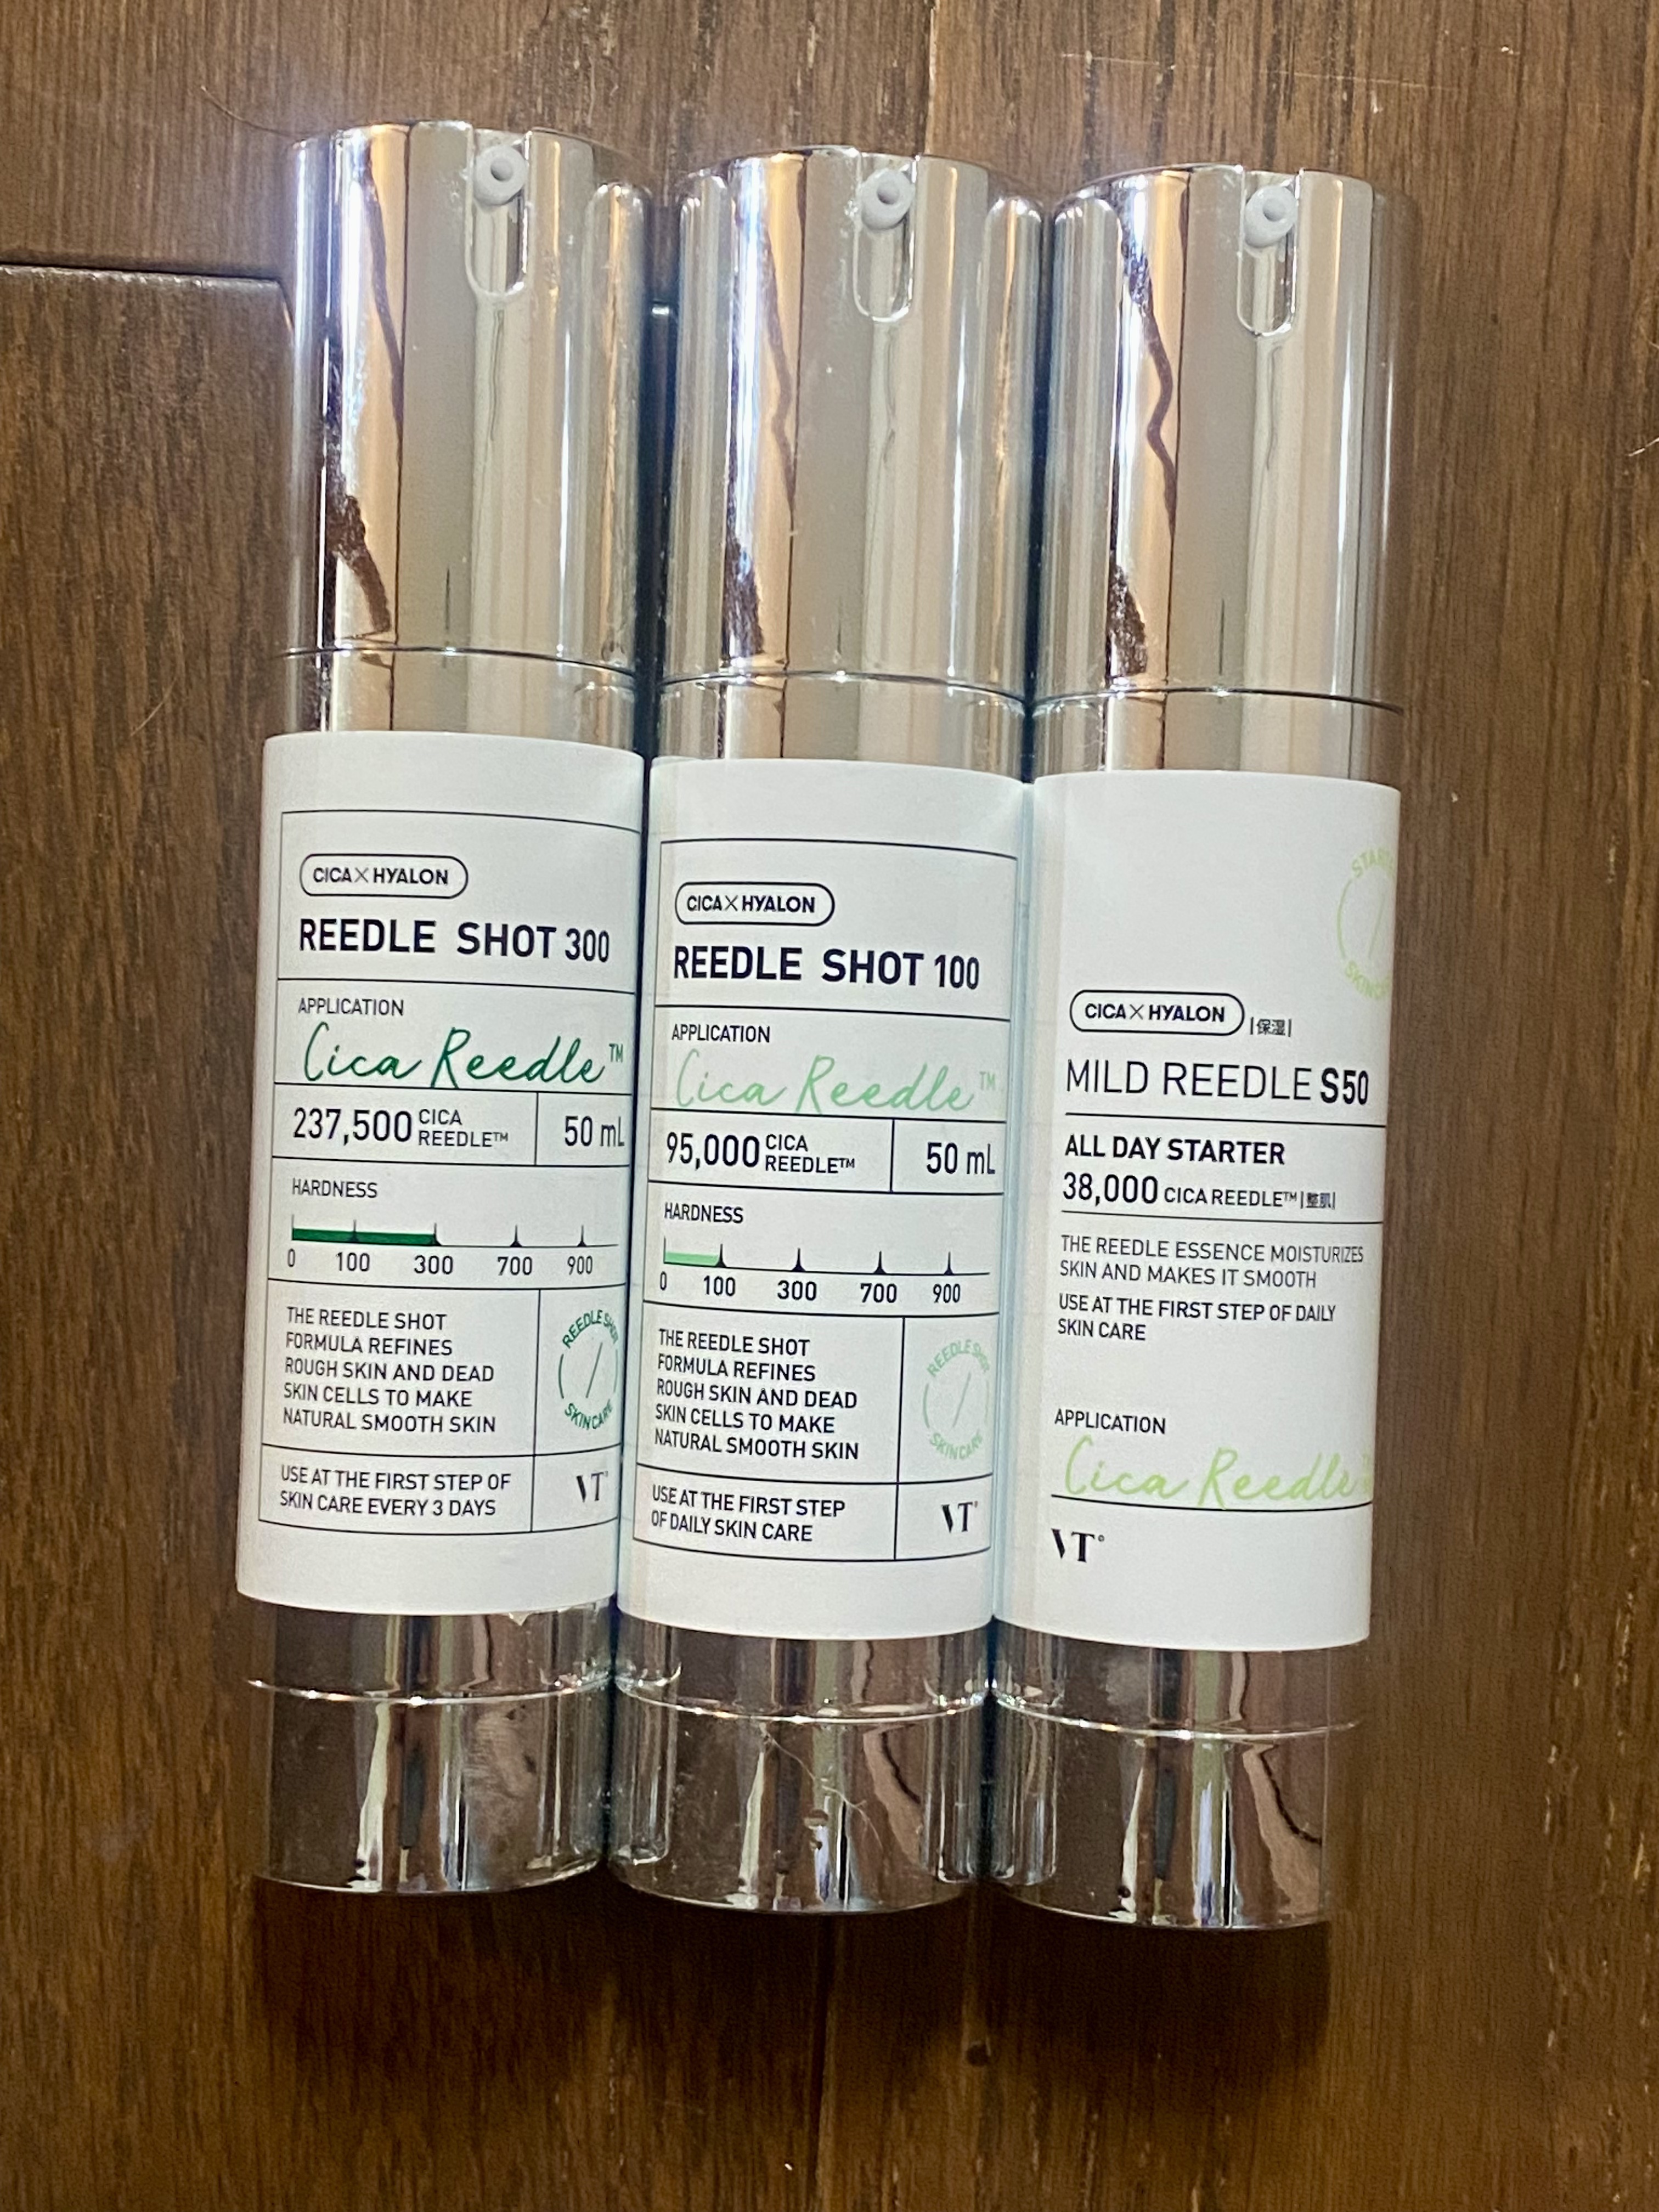 CICA×HYALON
REEDLE SHOT 300
APPLICATION
Cica Reedle™
237,500 CICA REEDLE™
50 mL
HARDNESS
0 100 300 700 900
THE REEDLE SHOT
FORMULA REFINES
ROUGH SKIN AND DEAD
SKIN CELLS TO MAKE
NATURAL SMOOTH SKIN
REEDLE SHOT
SKINCARE
USE AT THE FIRST STEP OF
SKIN CARE EVERY 3 DAYS
VT
CICA×HYALON
REEDLE SHOT 100
APPLICATION
Cica Reedle™
95,000 CICA REEDLE™
50 mL
HARDNESS
0 100 300 700 900
THE REEDLE SHOT
FORMULA REFINES
ROUGH SKIN AND DEAD
SKIN CELLS TO MAKE
NATURAL SMOOTH SKIN
REEDLE SHOT
SKINCARE
USE AT THE FIRST STEP
OF DAILY SKIN CARE
VT
CICA×HYALON |保湿|
MILD REEDLE S50
ALL DAY STARTER
38,000 CICA REEDLE™ |整肌|
THE REEDLE ESSENCE MOISTURIZES
SKIN AND MAKES IT SMOOTH
USE AT THE FIRST STEP OF DAILY
SKIN CARE
APPLICATION
Cica Reedle
VT